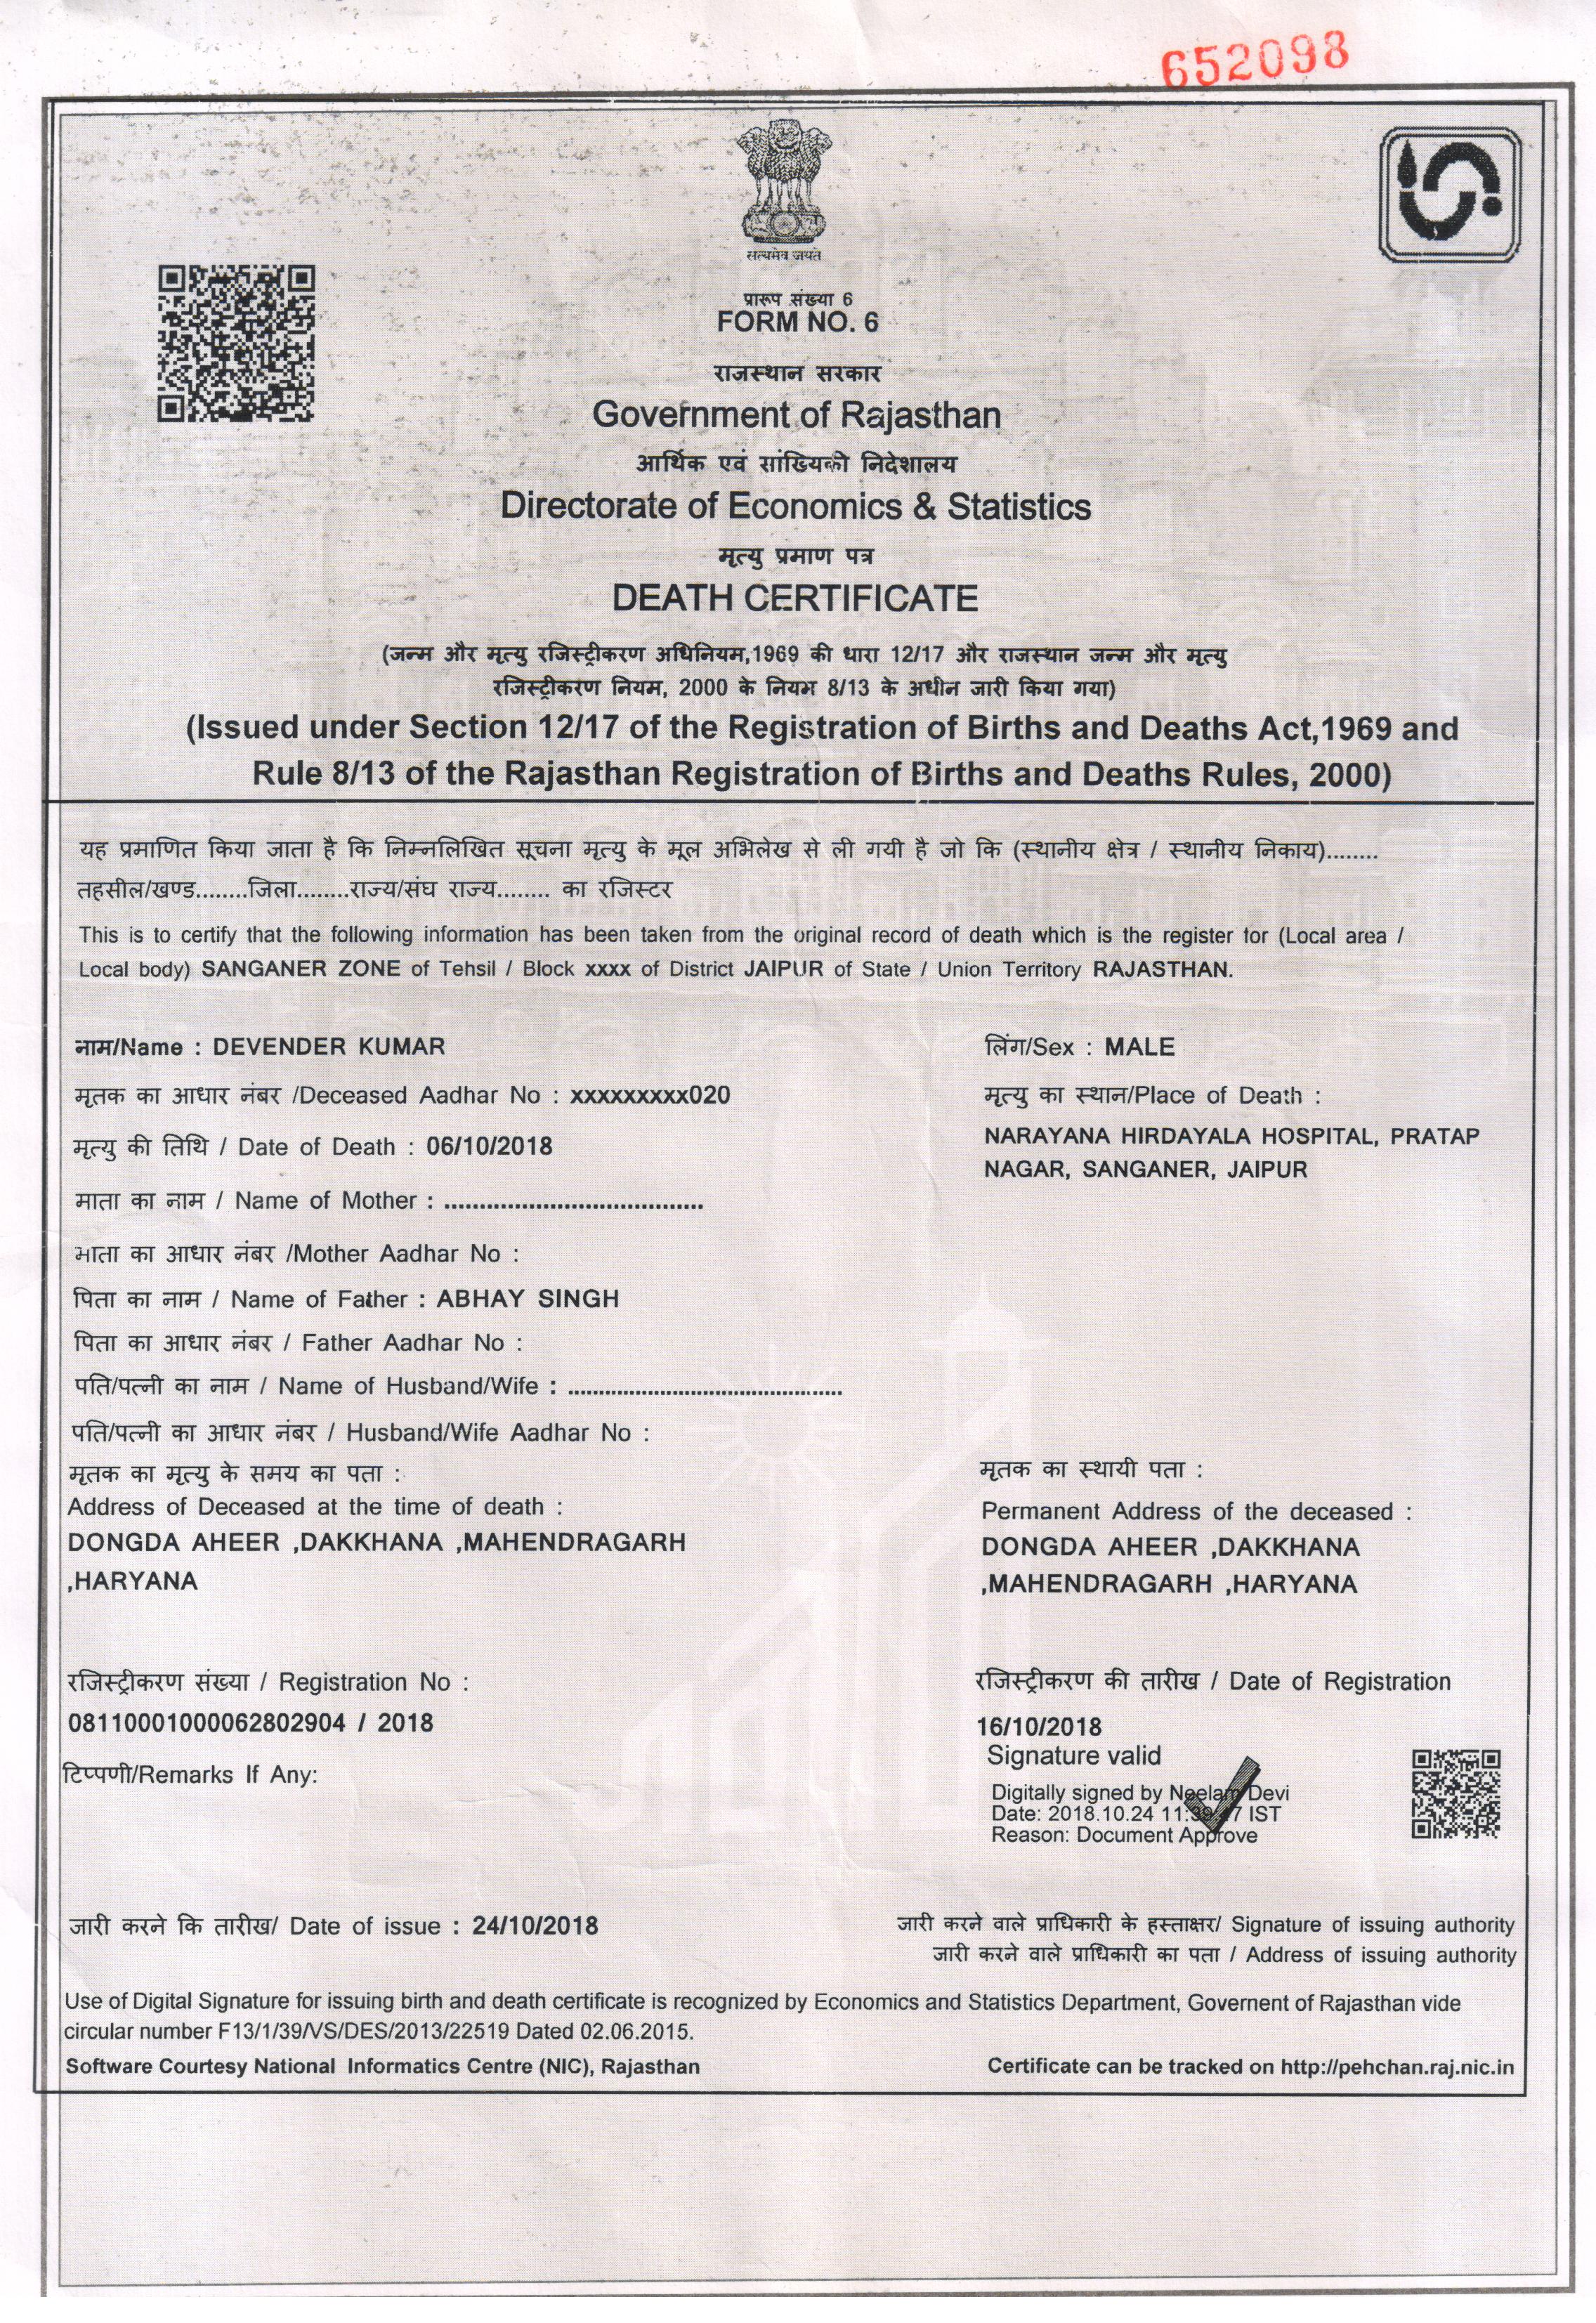 652098
सत्यमेव जयते
प्रारूप संख्या 6
FORM NO. 6
राजस्थान सरकार
Government of Rajasthan
आर्थिक एवं सांख्यिकी निदेशालय
Directorate of Economics & Statistics
मृत्यु प्रमाण पत्र
DEATH CERTIFICATE
(जन्म और मृत्यु रजिस्ट्रीकरण अधिनियम,1969 की धारा 12/17 और राजस्थान जन्म और मृत्यु
रजिस्ट्रीकरण नियम, 2000 के नियम 8/13 के अधीन जारी किया गया)
(Issued under Section 12/17 of the Registration of Births and Deaths Act,1969 and
Rule 8/13 of the Rajasthan Registration of Births and Deaths Rules, 2000)
यह प्रमाणित किया जाता है कि निम्नलिखित सूचना मृत्यु के मूल अभिलेख से ली गयी है जो कि (स्थानीय क्षेत्र / स्थानीय निकाय)........
तहसील/खण्ड........जिला........राज्य/संघ राज्य........ का रजिस्टर
This is to certify that the following information has been taken from the original record of death which is the register for (Local area /
Local body) SANGANER ZONE of Tehsil / Block xxxx of District JAIPUR of State / Union Territory RAJASTHAN.
नाम/Name : DEVENDER KUMAR
लिंग/Sex : MALE
मृतक का आधार नंबर /Deceased Aadhar No : xxxxxxxxx020
मृत्यु का स्थान/Place of Death :
NARAYANA HIRDAYALA HOSPITAL, PRATAP
NAGAR, SANGANER, JAIPUR
मृत्यु की तिथि / Date of Death : 06/10/2018
माता का नाम / Name of Mother : .....................................
माता का आधार नंबर /Mother Aadhar No :
पिता का नाम / Name of Father : ABHAY SINGH
पिता का आधार नंबर / Father Aadhar No :
पति/पत्नी का नाम / Name of Husband/Wife : .......................................
पति/पत्नी का आधार नंबर / Husband/Wife Aadhar No :
मृतक का मृत्यु के समय का पता :
Address of Deceased at the time of death :
DONGDA AHEER ,DAKKHANA ,MAHENDRAGARH
,HARYANA
मृतक का स्थायी पता :
Permanent Address of the deceased :
DONGDA AHEER ,DAKKHANA
,MAHENDRAGARH ,HARYANA
रजिस्ट्रीकरण संख्या / Registration No :
08110001000062802904 / 2018
रजिस्ट्रीकरण की तारीख / Date of Registration
16/10/2018
टिप्पणी/Remarks If Any:
Signature valid
Digitally signed by Neelam Devi
Date: 2018.10.24 IST
Reason: Document Approve
जारी करने कि तारीख/ Date of issue : 24/10/2018
जारी करने वाले प्राधिकारी के हस्ताक्षर/ Signature of issuing authority
जारी करने वाले प्राधिकारी का पता / Address of issuing authority
Use of Digital Signature for issuing birth and death certificate is recognized by Economics and Statistics Department, Governent of Rajasthan vide
circular number F13/1/39/VS/DES/2013/22519 Dated 02.06.2015.
Software Courtesy National Informatics Centre (NIC), Rajasthan
Certificate can be tracked on http://pehchan.raj.nic.in